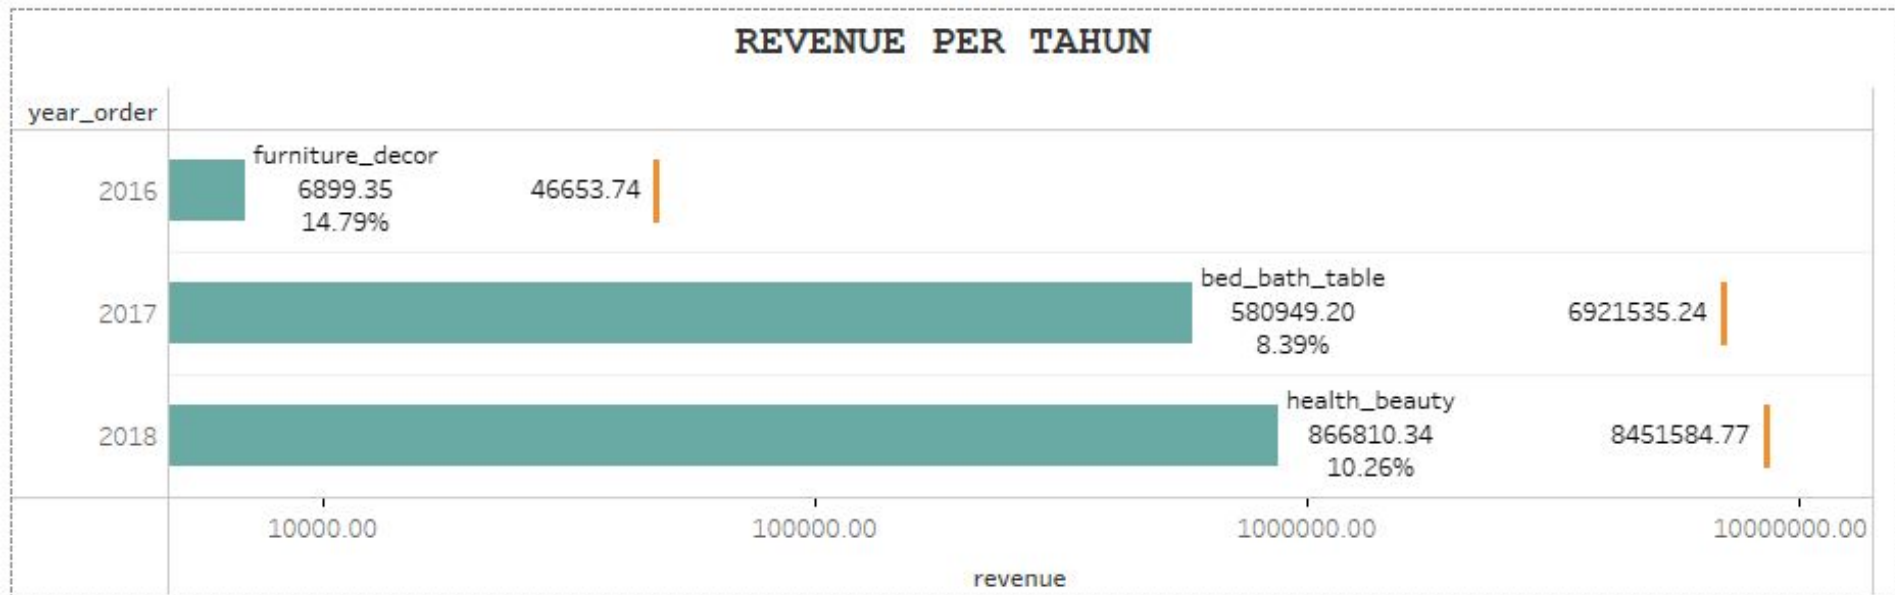 REVENUE PER TAHUN
year_order
2016
furniture_decor
6899.35
14.79%
46653.74
2017
bed_bath_table
580949.20
8.39%
6921535.24
2018
health_beauty
866810.34
10.26%
8451584.77
10000.00 100000.00 1000000.00 10000000.00
revenue